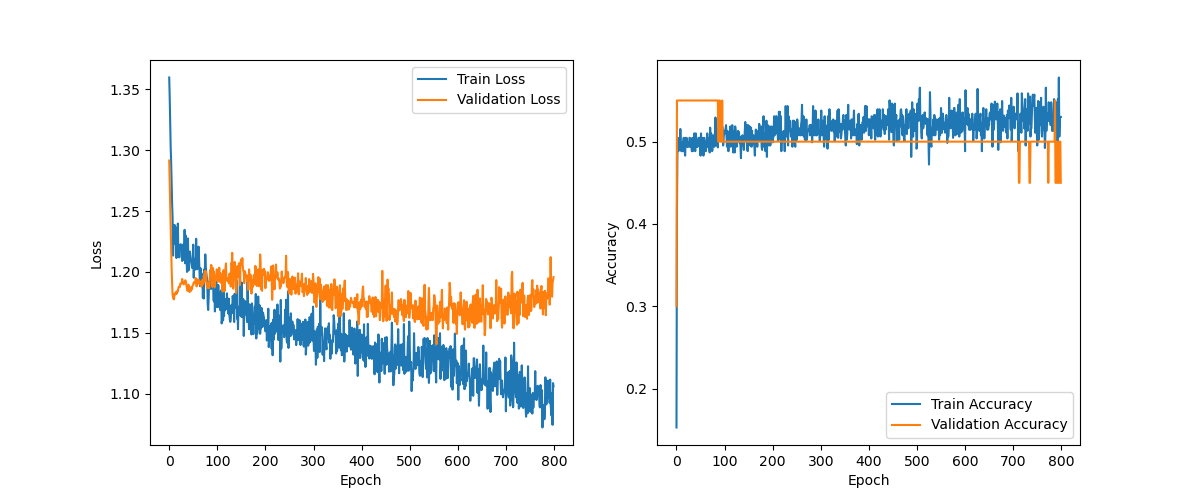 Train Loss
Validation Loss
1.35
1.30
1.25
1.20
1.15
1.10
Loss
0 100 200 300 400 500 600 700 800
Epoch
0.5
0.4
0.3
0.2
Accuracy
Train Accuracy
Validation Accuracy
0 100 200 300 400 500 600 700 800
Epoch